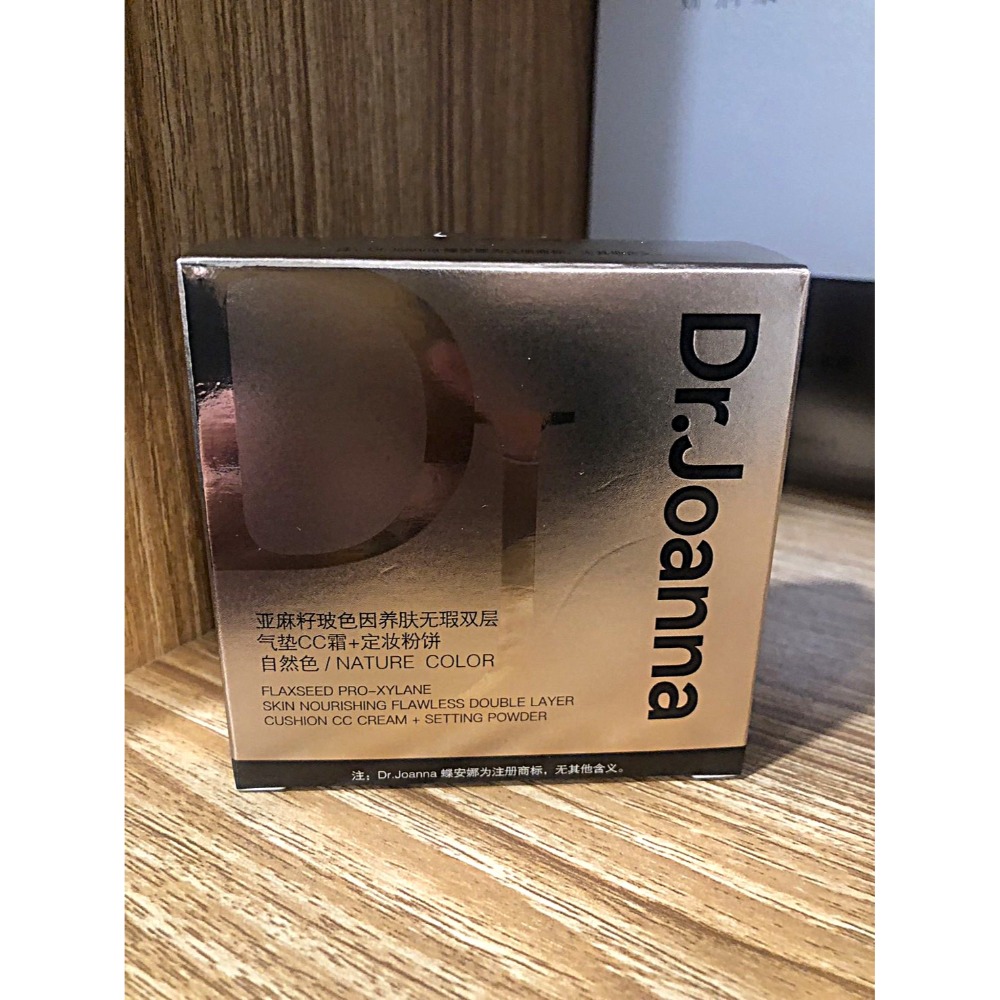 Dr.Joanna
Dr
亚麻籽玻色因养肤无瑕双层
气垫CC霜+定妆粉饼
自然色 / NATURE COLOR
FLAXSEED PRO-XYLANE
SKIN NOURISHING FLAWLESS DOUBLE LAYER
CUSHION CC CREAM + SETTING POWDER
注：Dr.Joanna 蝶安娜为注册商标，无其他含义。